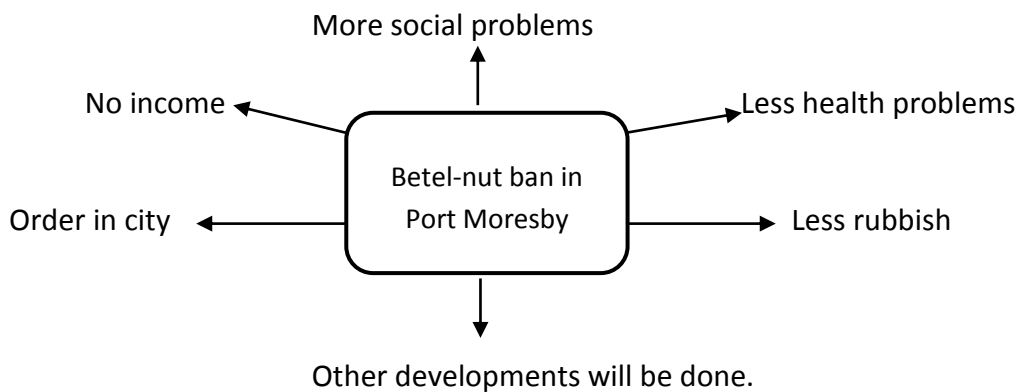 More social problems
No income
Less health problems
Betel-nut ban in
Port Moresby
Order in city
Less rubbish
Other developments will be done.